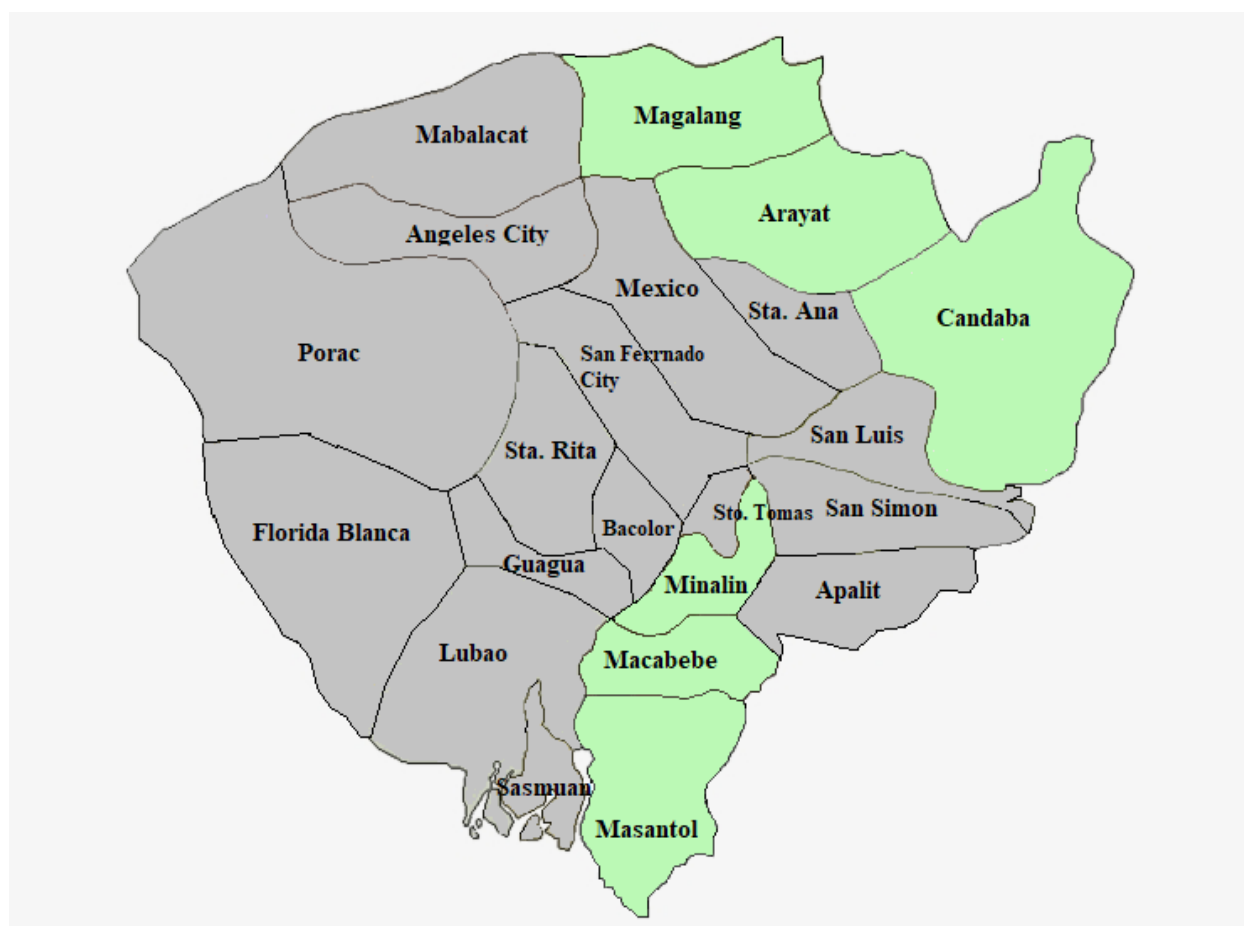 Magalang
Mabalacat
Arayat
Angeles City
Mexico
Sta. Ana
Candaba
Porac
San Ferrnado
City
San Luis
Sta. Rita
San Simon
Sto. Tomas
Bacolor
Florida Blanca
Guagua
Minalin
Apalit
Lubao
Macabebe
Sasmuan
Masantol